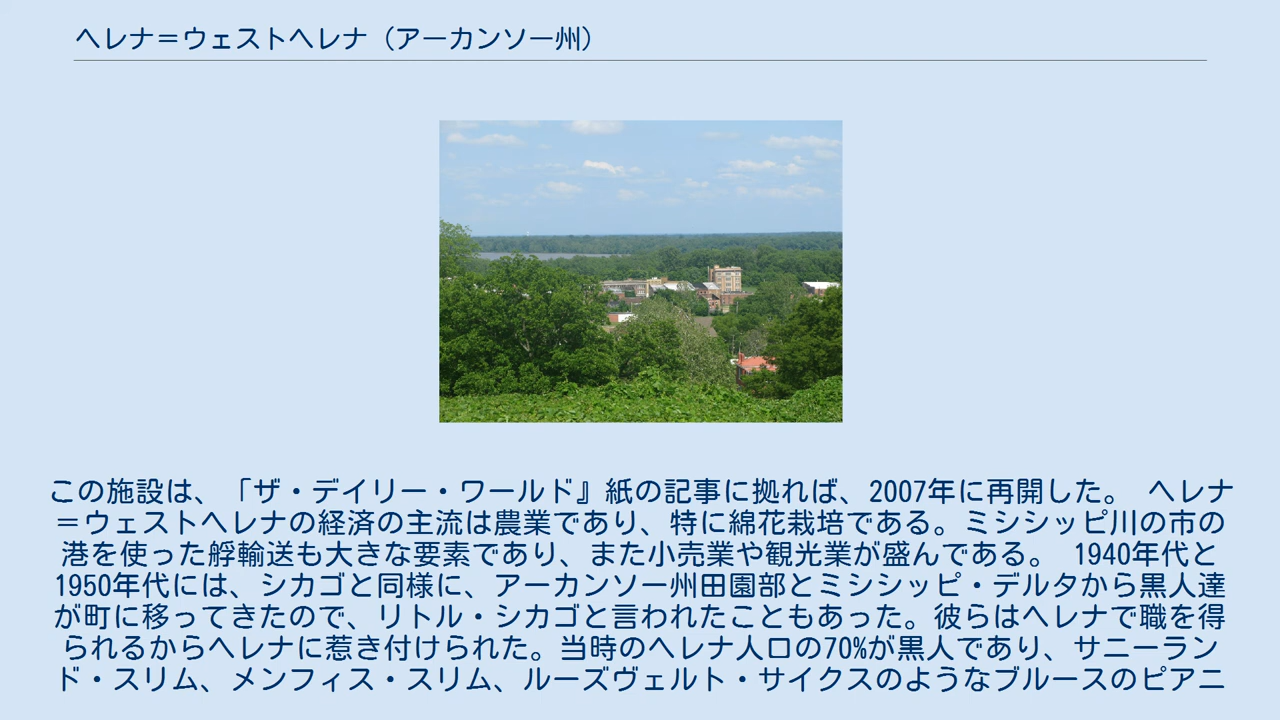 ヘレナ＝ウェストヘレナ（アーカンソー州）
この施設は、「ザ・デイリー・ワールド』紙の記事に拠れば、2007年に再開した。 ヘレナ
＝ウェストヘレナの経済の主流は農業であり、特に綿花栽培である。ミシシッピ川の市の
港を使った艀輸送も大きな要素であり、また小売業や観光業が盛んである。 1940年代と
1950年代には、シカゴと同様に、アーカンソー州田園部とミシシッピ・デルタから黒人達
が町に移ってきたので、リトル・シカゴと言われたこともあった。彼らはヘレナで職を得
られるからヘレナに惹き付けられた。当時のヘレナ人口の70%が黒人であり、サニーラン
ド・スリム、メンフィス・スリム、ルーズヴェルト・サイクスのようなブルースのピアニ